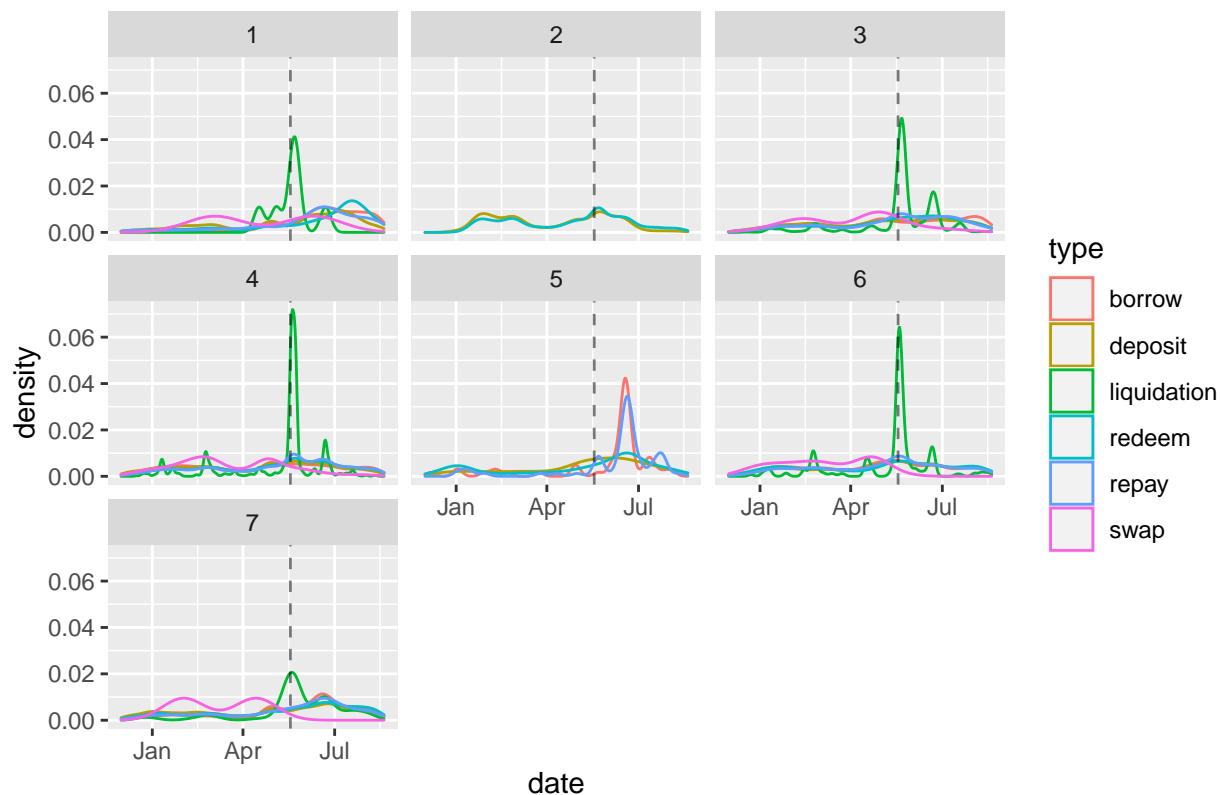 1 2 3
0.06
0.04
0.02
0.00
4 5 6
0.06
0.04
0.02
0.00
Jan Apr Jul Jan Apr Jul
7
0.06
0.04
0.02
0.00
Jan Apr Jul
date
density
type
borrow
deposit
liquidation
redeem
repay
swap